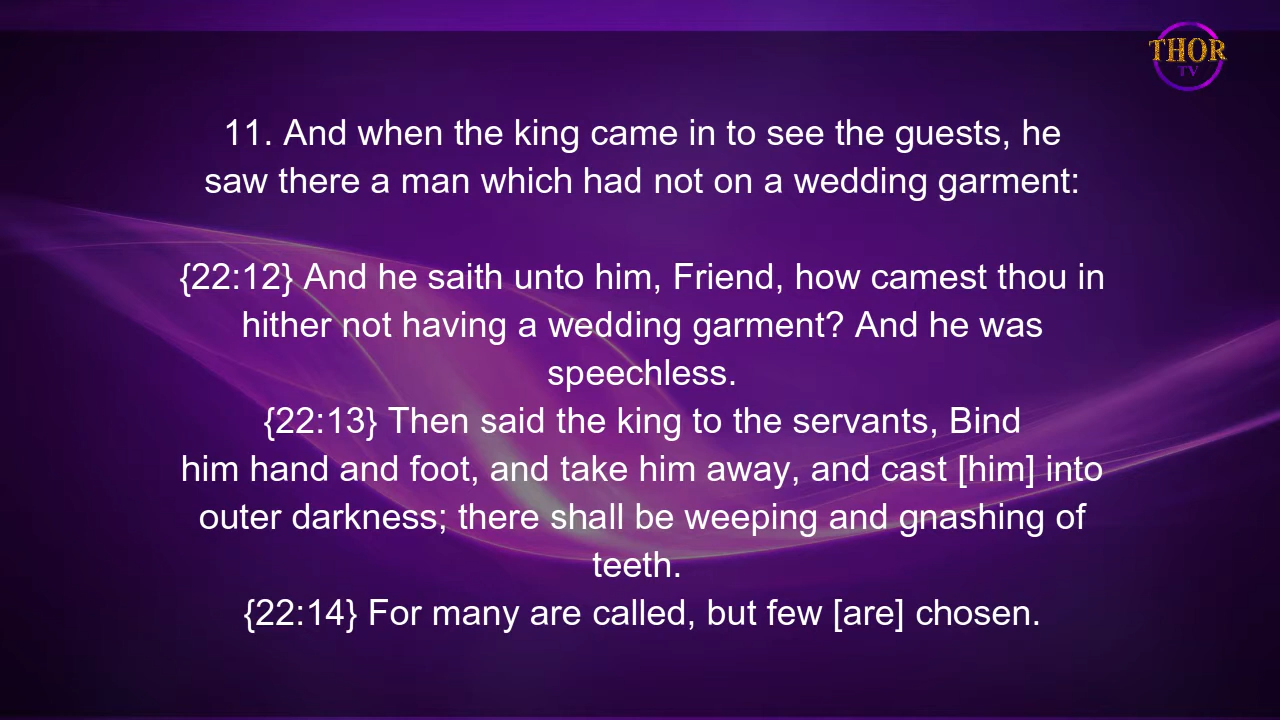 THOR
TV
11. And when the king came in to see the guests, he
saw there a man which had not on a wedding garment:
{22:12} And he saith unto him, Friend, how camest thou in
hither not having a wedding garment? And he was
speechless.
{22:13} Then said the king to the servants, Bind
him hand and foot, and take him away, and cast [him] into
outer darkness; there shall be weeping and gnashing of
teeth.
{22:14} For many are called, but few [are] chosen.